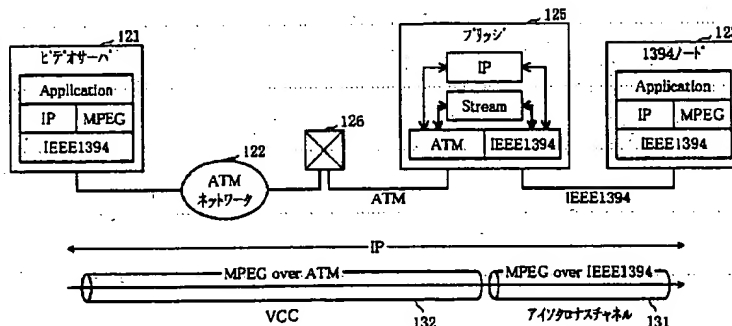 121
ビデオサーバ
Application
IP MPEG
IEEE1394
122
ATM
ネットワータ
126
125
ブリッジ
IP
Stream
ATM IEEE1394
1394ノード
Application
IP MPEG
IEEE1394
ATM
IEEE1394
IP
MPEG over ATM
MPEG over IEEE1394
VCC
132
アイソタロナスチャネル
131